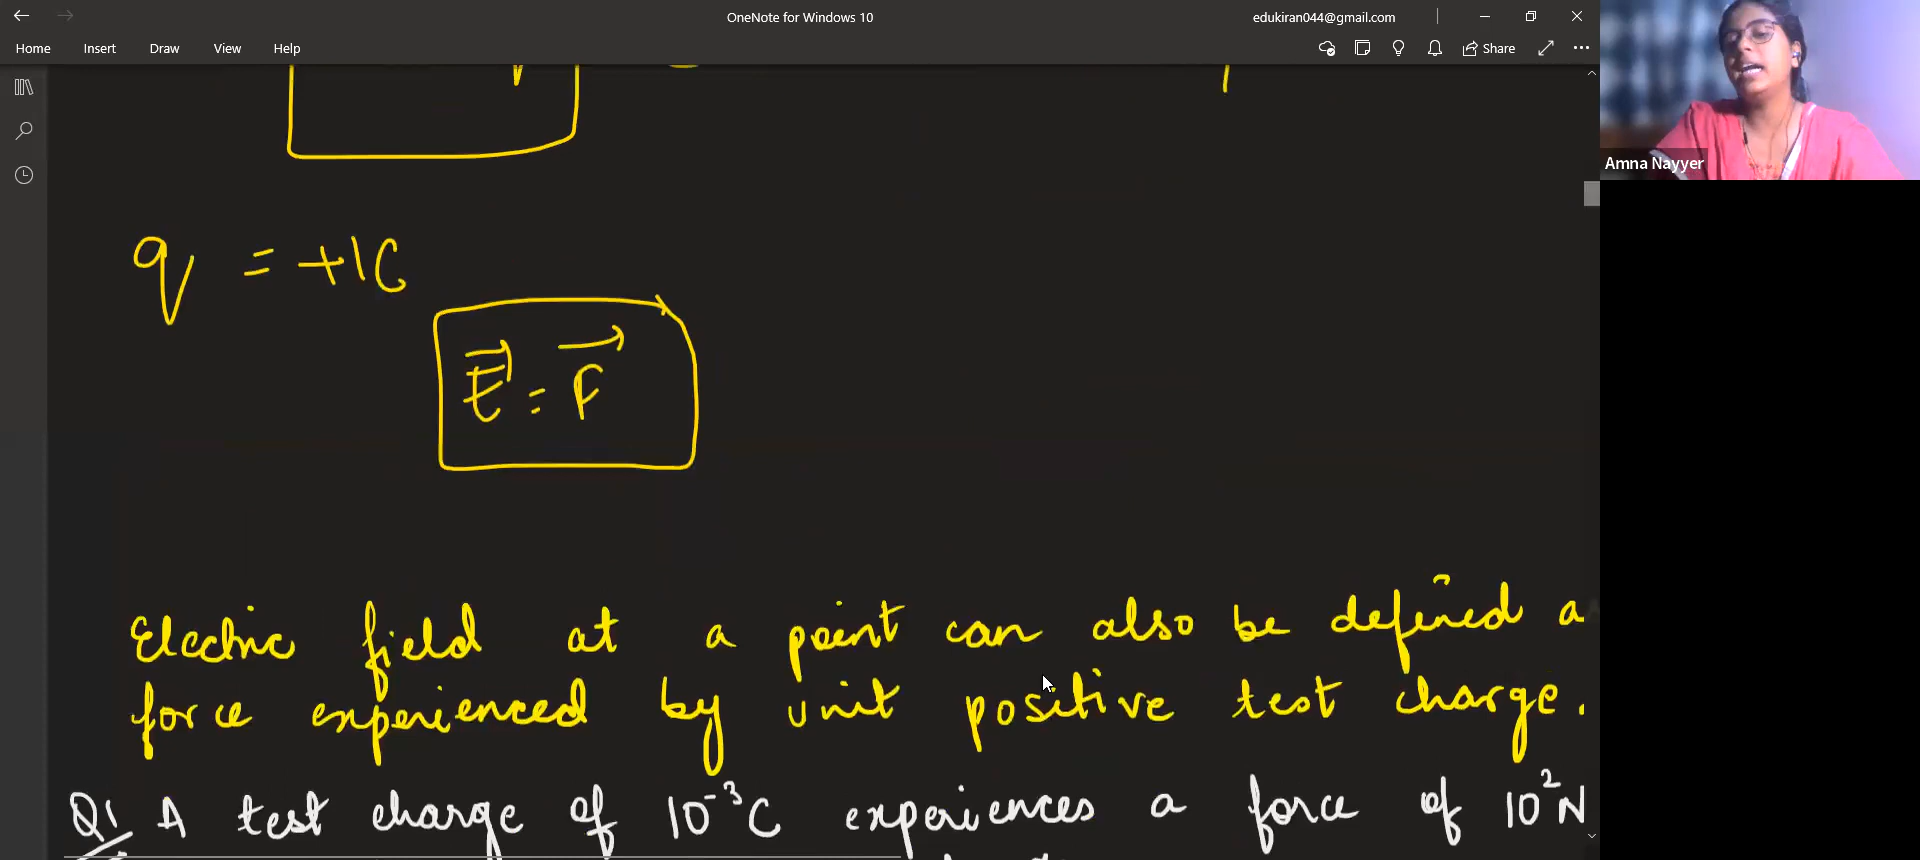 OneNote for Windows 10
edukiran044@gmail.com
Home Insert Draw View Help
Share
Amna Nayyer
q = +1C
E = F
Electric field at a point can also be defined a
force experienced by unit positive test charge.
Q1 A test charge of 10⁻³C experiences a force of 10²N